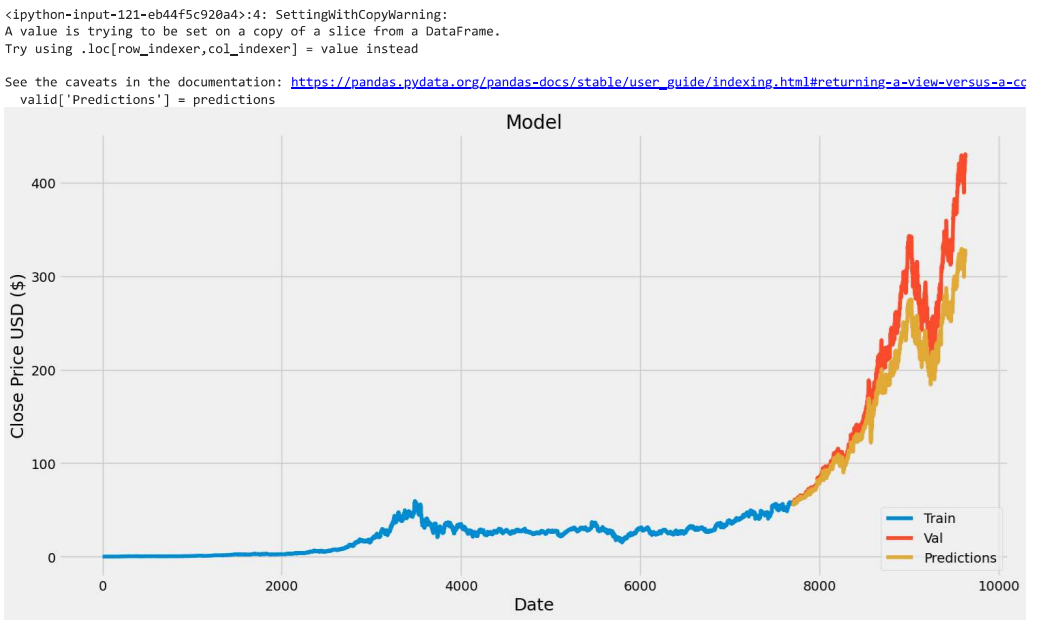 <ipython-input-121-eb44f5c920a4>:4: SettingWithCopyWarning:
A value is trying to be set on a copy of a slice from a DataFrame.
Try using .loc[row_indexer,col_indexer] = value instead
See the caveats in the documentation: https://pandas.pydata.org/pandas-docs/stable/user_guide/indexing.html#returning-a-view-versus-a-co
valid['Predictions'] = predictions
Model
400
300
200
100
0
Close Price USD ($)
Train
Val
Predictions
0 2000 4000 6000 8000 10000
Date